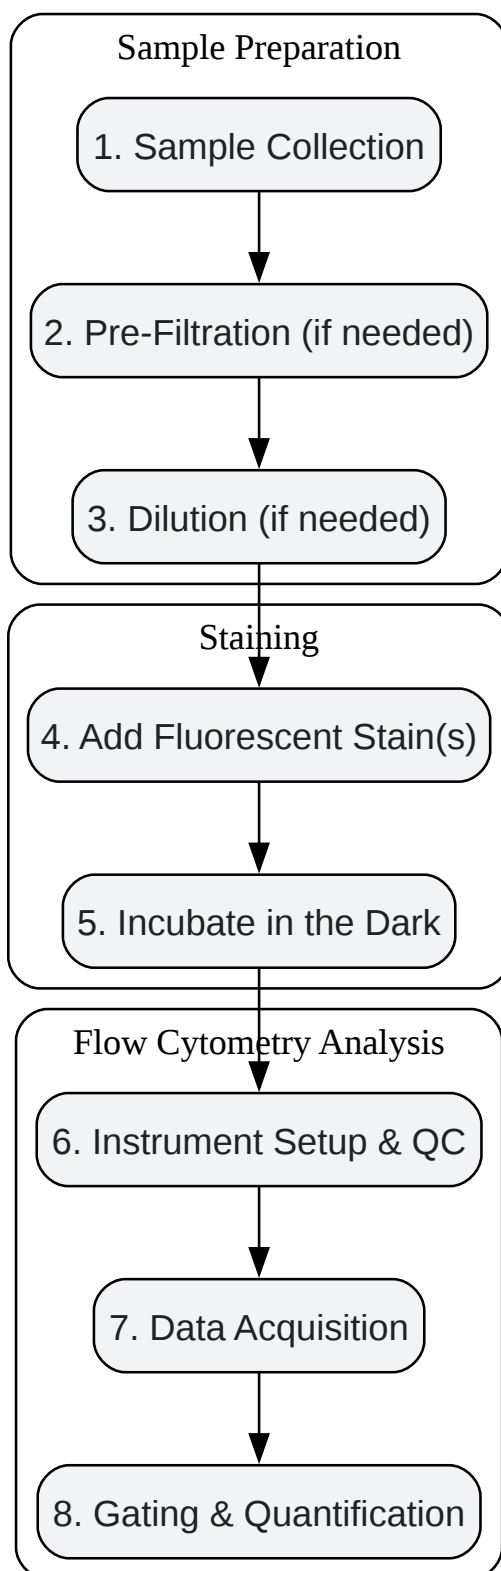 Sample Preparation
1. Sample Collection
2. Pre-Filtration (if needed)
3. Dilution (if needed)
Staining
4. Add Fluorescent Stain(s)
5. Incubate in the Dark
Flow Cytometry Analysis
6. Instrument Setup & QC
7. Data Acquisition
8. Gating & Quantification